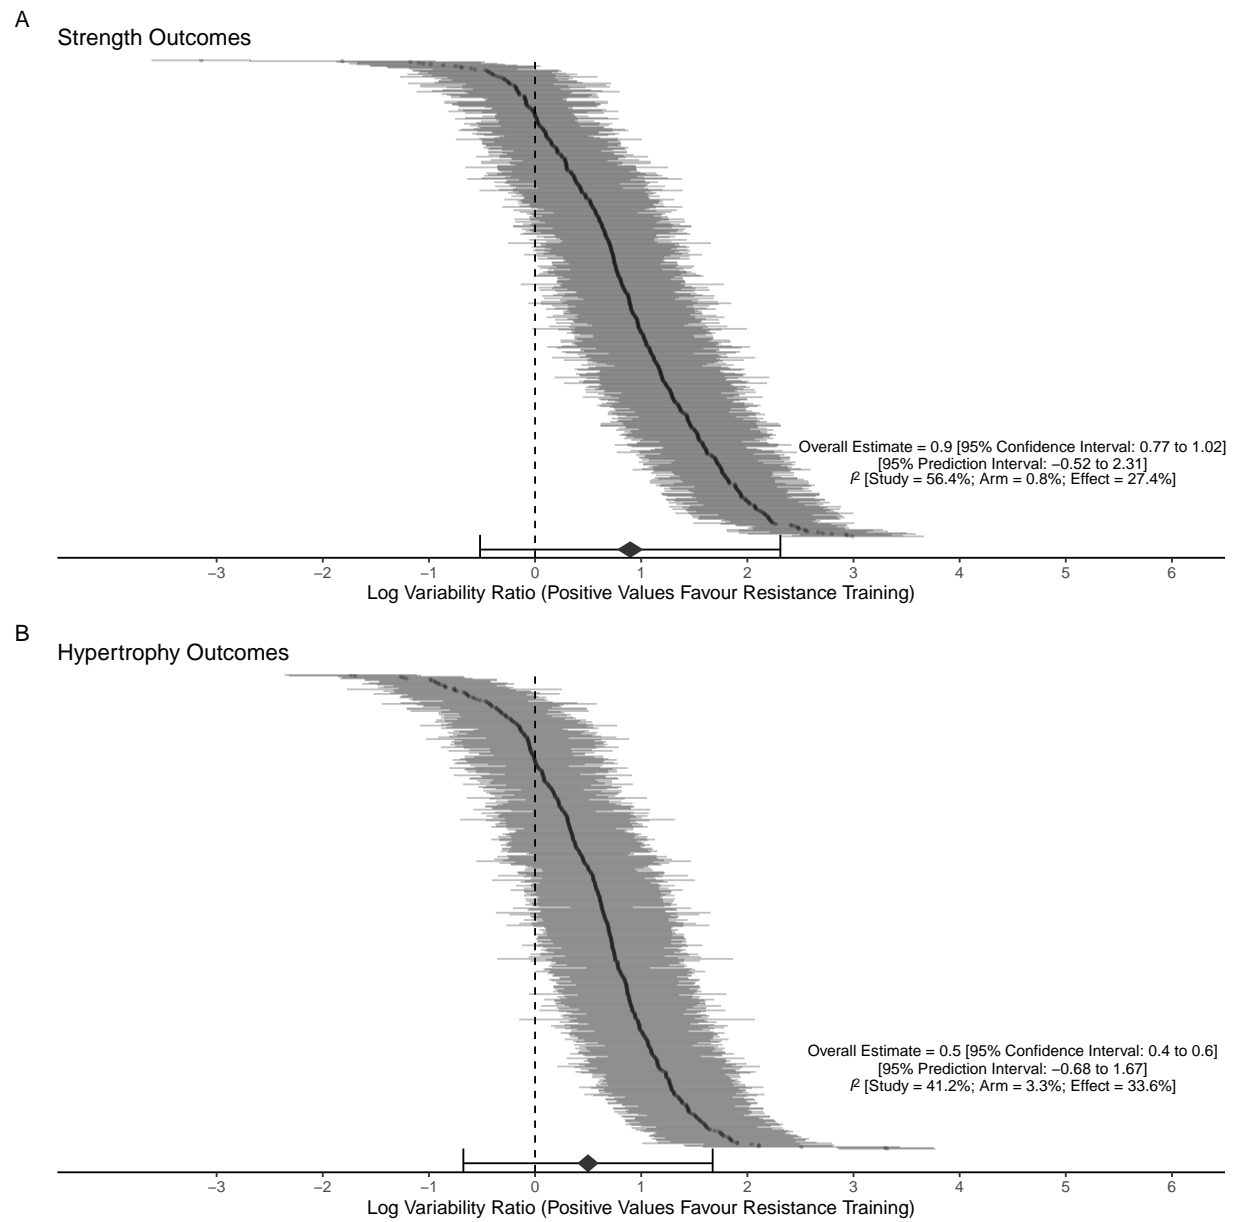 A
Strength Outcomes
Overall Estimate = 0.9 [95% Confidence Interval: 0.77 to 1.02]
[95% Prediction Interval: −0.52 to 2.31]
I² [Study = 56.4%; Arm = 0.8%; Effect = 27.4%]
−3 −2 −1 0 1 2 3 4 5 6
Log Variability Ratio (Positive Values Favour Resistance Training)
B
Hypertrophy Outcomes
Overall Estimate = 0.5 [95% Confidence Interval: 0.4 to 0.6]
[95% Prediction Interval: −0.68 to 1.67]
I² [Study = 41.2%; Arm = 3.3%; Effect = 33.6%]
−3 −2 −1 0 1 2 3 4 5 6
Log Variability Ratio (Positive Values Favour Resistance Training)